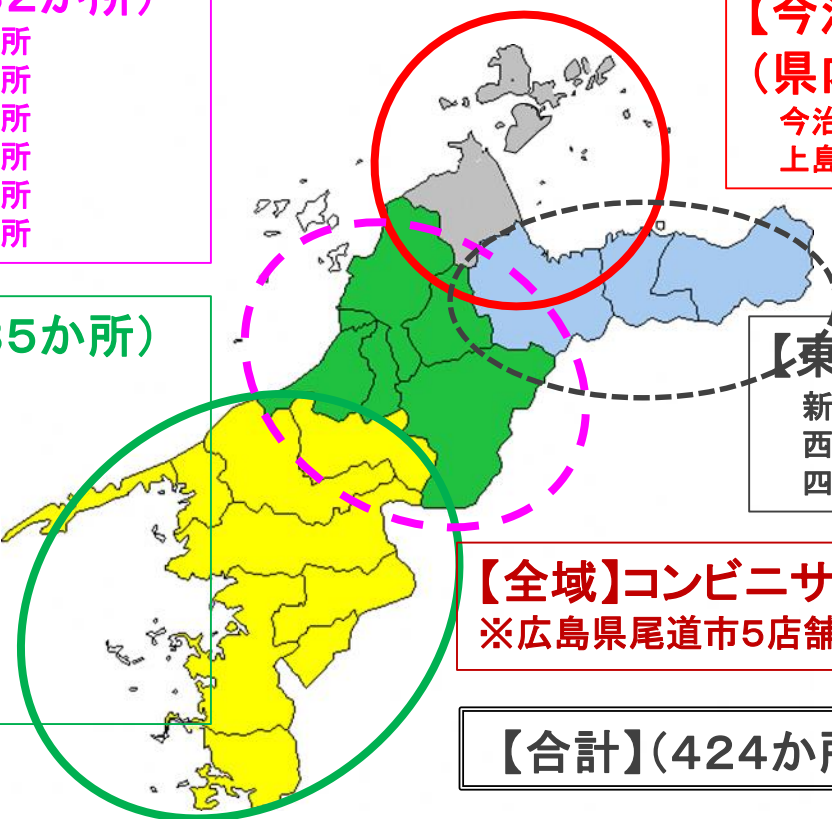 2か所）
所
所
所
所
所
所
【今
（県
今治
上島
5か所）
【東
新
西
四
【全域】コンビニサ
※広島県尾道市5店舗
【合計】（424か所